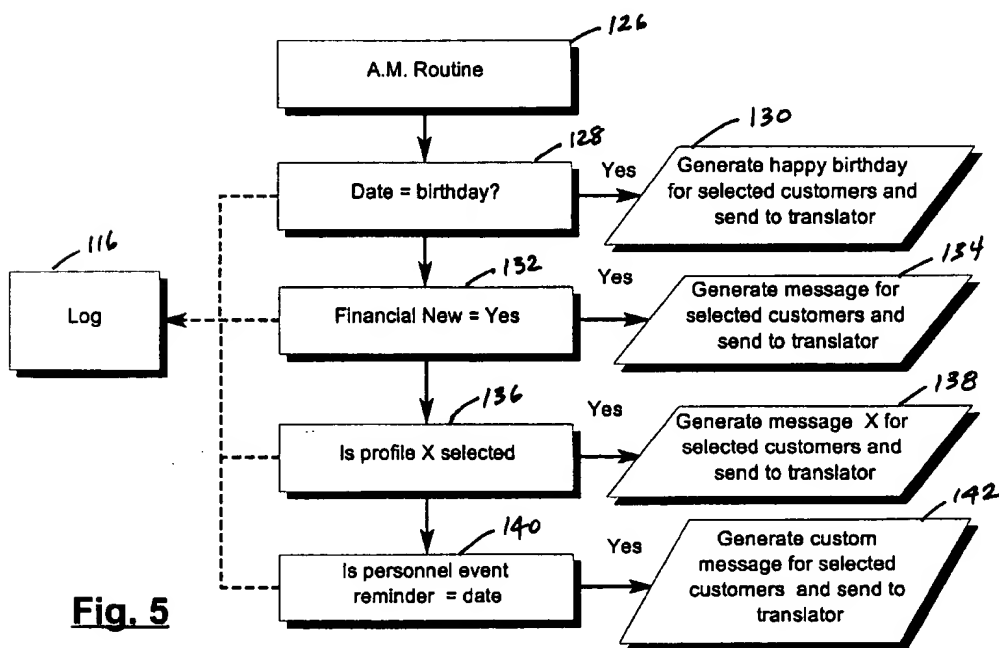 126
A.M. Routine
128
130
Date = birthday?
Yes
Generate happy birthday
for selected customers and
send to translator
116
Log
132
134
Financial New = Yes
Yes
Generate message for
selected customers and
send to translator
136
138
Is profile X selected
Yes
Generate message X for
selected customers and
send to translator
140
142
Is personnel event
reminder = date
Yes
Generate custom
message for selected
customers and send to
translator
Fig. 5